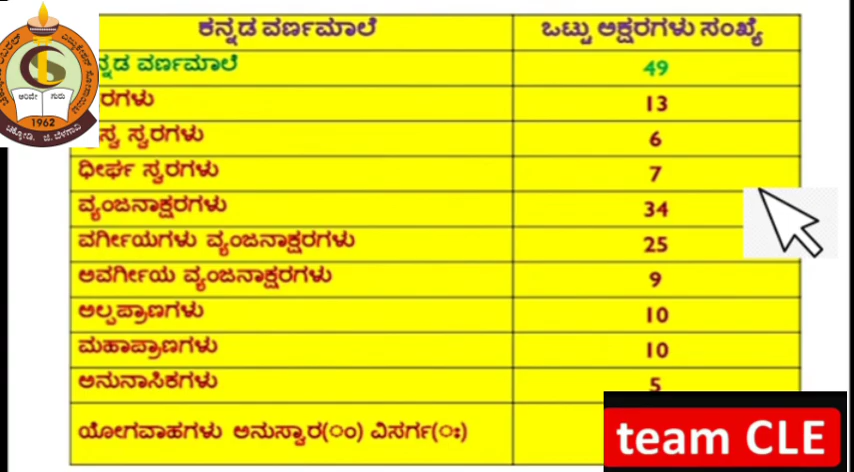 ಕನ್ನಡ ವರ್ಣಮಾಲೆ ಒಟ್ಟು ಅಕ್ಷರಗಳು ಸಂಖ್ಯೆ
ವರ್ಣಮಾಲೆ 49
13
ಸ್ವರಗಳು 6
ಧೀರ್ಘ ಸ್ವರಗಳು 7
ವ್ಯಂಜನಾಕ್ಷರಗಳು 34
ವರ್ಗೀಯಗಳು ವ್ಯಂಜನಾಕ್ಷರಗಳು 25
ಅವರ್ಗೀಯ ವ್ಯಂಜನಾಕ್ಷರಗಳು 9
ಅಲ್ಪಪ್ರಾಣಗಳು 10
ಮಹಾಪ್ರಾಣಗಳು 10
ಅನುನಾಸಿಕಗಳು 5
ಯೋಗವಾಹಗಳು ಅನುಸ್ವಾರ(ಂ) ವಿಸರ್ಗ(ಃ)
ಅರಿವೇ ಗುರು
1962
ಚಿಕ್ಕೋಡಿ. ಜಿ. ಬೆಳಗಾವಿ
team CLE